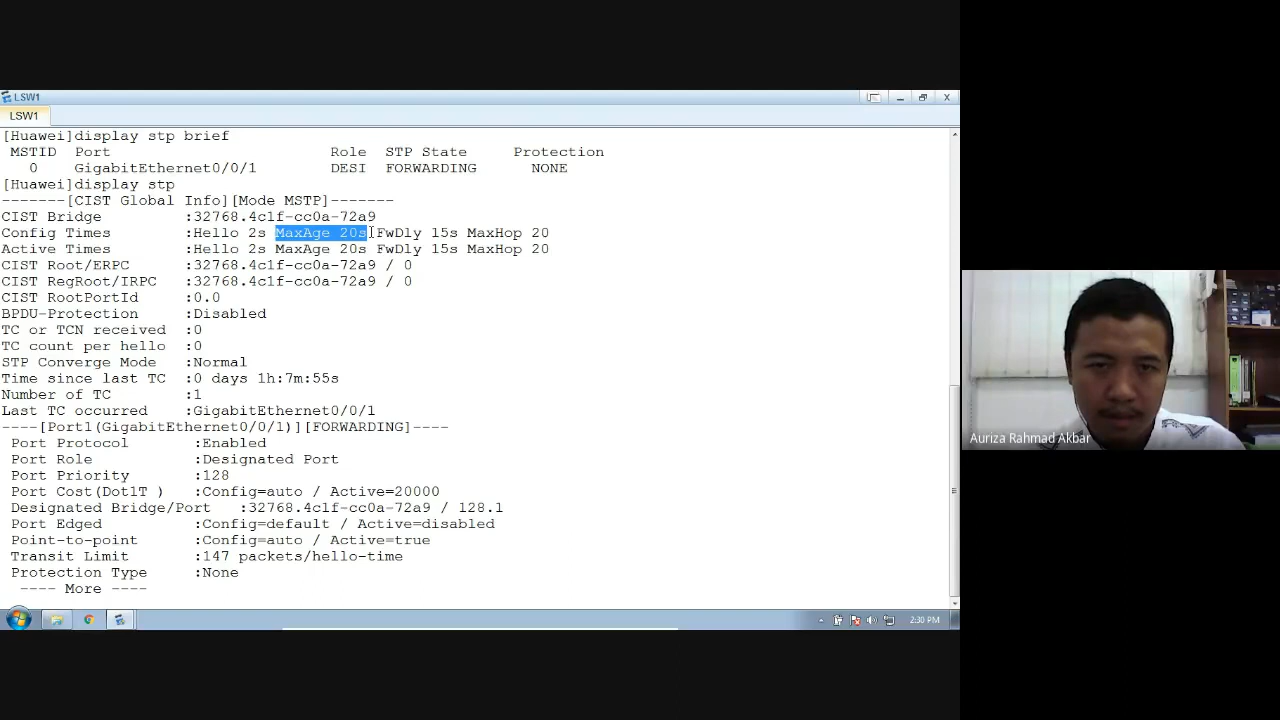 LSW1
LSW1
[Huawei]display stp brief
MSTID Port Role STP State Protection
0 GigabitEthernet0/0/1 DESI FORWARDING NONE
[Huawei]display stp
-------[CIST Global Info][Mode MSTP]-------
CIST Bridge :32768.4c1f-cc0a-72a9
Config Times :Hello 2s MaxAge 20s FwDly 15s MaxHop 20
Active Times :Hello 2s MaxAge 20s FwDly 15s MaxHop 20
CIST Root/ERPC :32768.4c1f-cc0a-72a9 / 0
CIST RegRoot/IRPC :32768.4c1f-cc0a-72a9 / 0
CIST RootPortId :0.0
BPDU-Protection :Disabled
TC or TCN received :0
TC count per hello :0
STP Converge Mode :Normal
Time since last TC :0 days 1h:7m:55s
Number of TC :1
Last TC occurred :GigabitEthernet0/0/1
----[Port1(GigabitEthernet0/0/1)][FORWARDING]----
Port Protocol :Enabled
Port Role :Designated Port
Port Priority :128
Port Cost(Dot1T ) :Config=auto / Active=20000
Designated Bridge/Port :32768.4c1f-cc0a-72a9 / 128.1
Port Edged :Config=default / Active=disabled
Point-to-point :Config=auto / Active=true
Transit Limit :147 packets/hello-time
Protection Type :None
---- More ----
2:30 PM
Auriza Rahmad Akbar